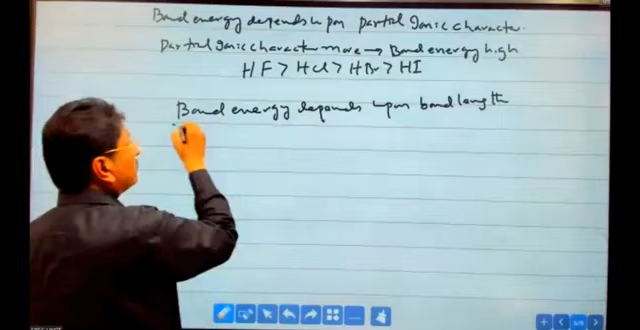 Bond energy depends upon partial Ionic character.
Partial Ionic character more → Bond energy high
HF > HCl > HBr > HI
Bond energy depends upon bond length